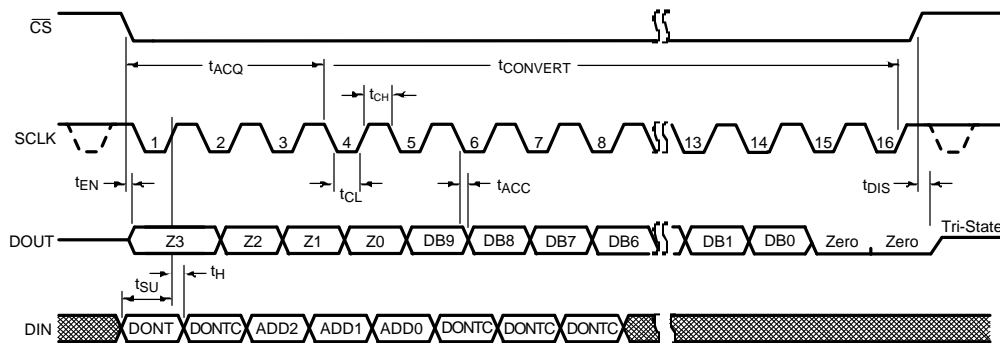 CS
tACQ
tCONVERT
tCH
SCLK
1 2 3 4 5 6 7 8 13 14 15 16
tEN
tCL
tACC
tDIS
DOUT
Z3 Z2 Z1 Z0 DB9 DB8 DB7 DB6 DB1 DB0 Zero Zero
Tri-State
tSU
tH
DIN
DONT DONTC ADD2 ADD1 ADD0 DONTC DONTC DONTC